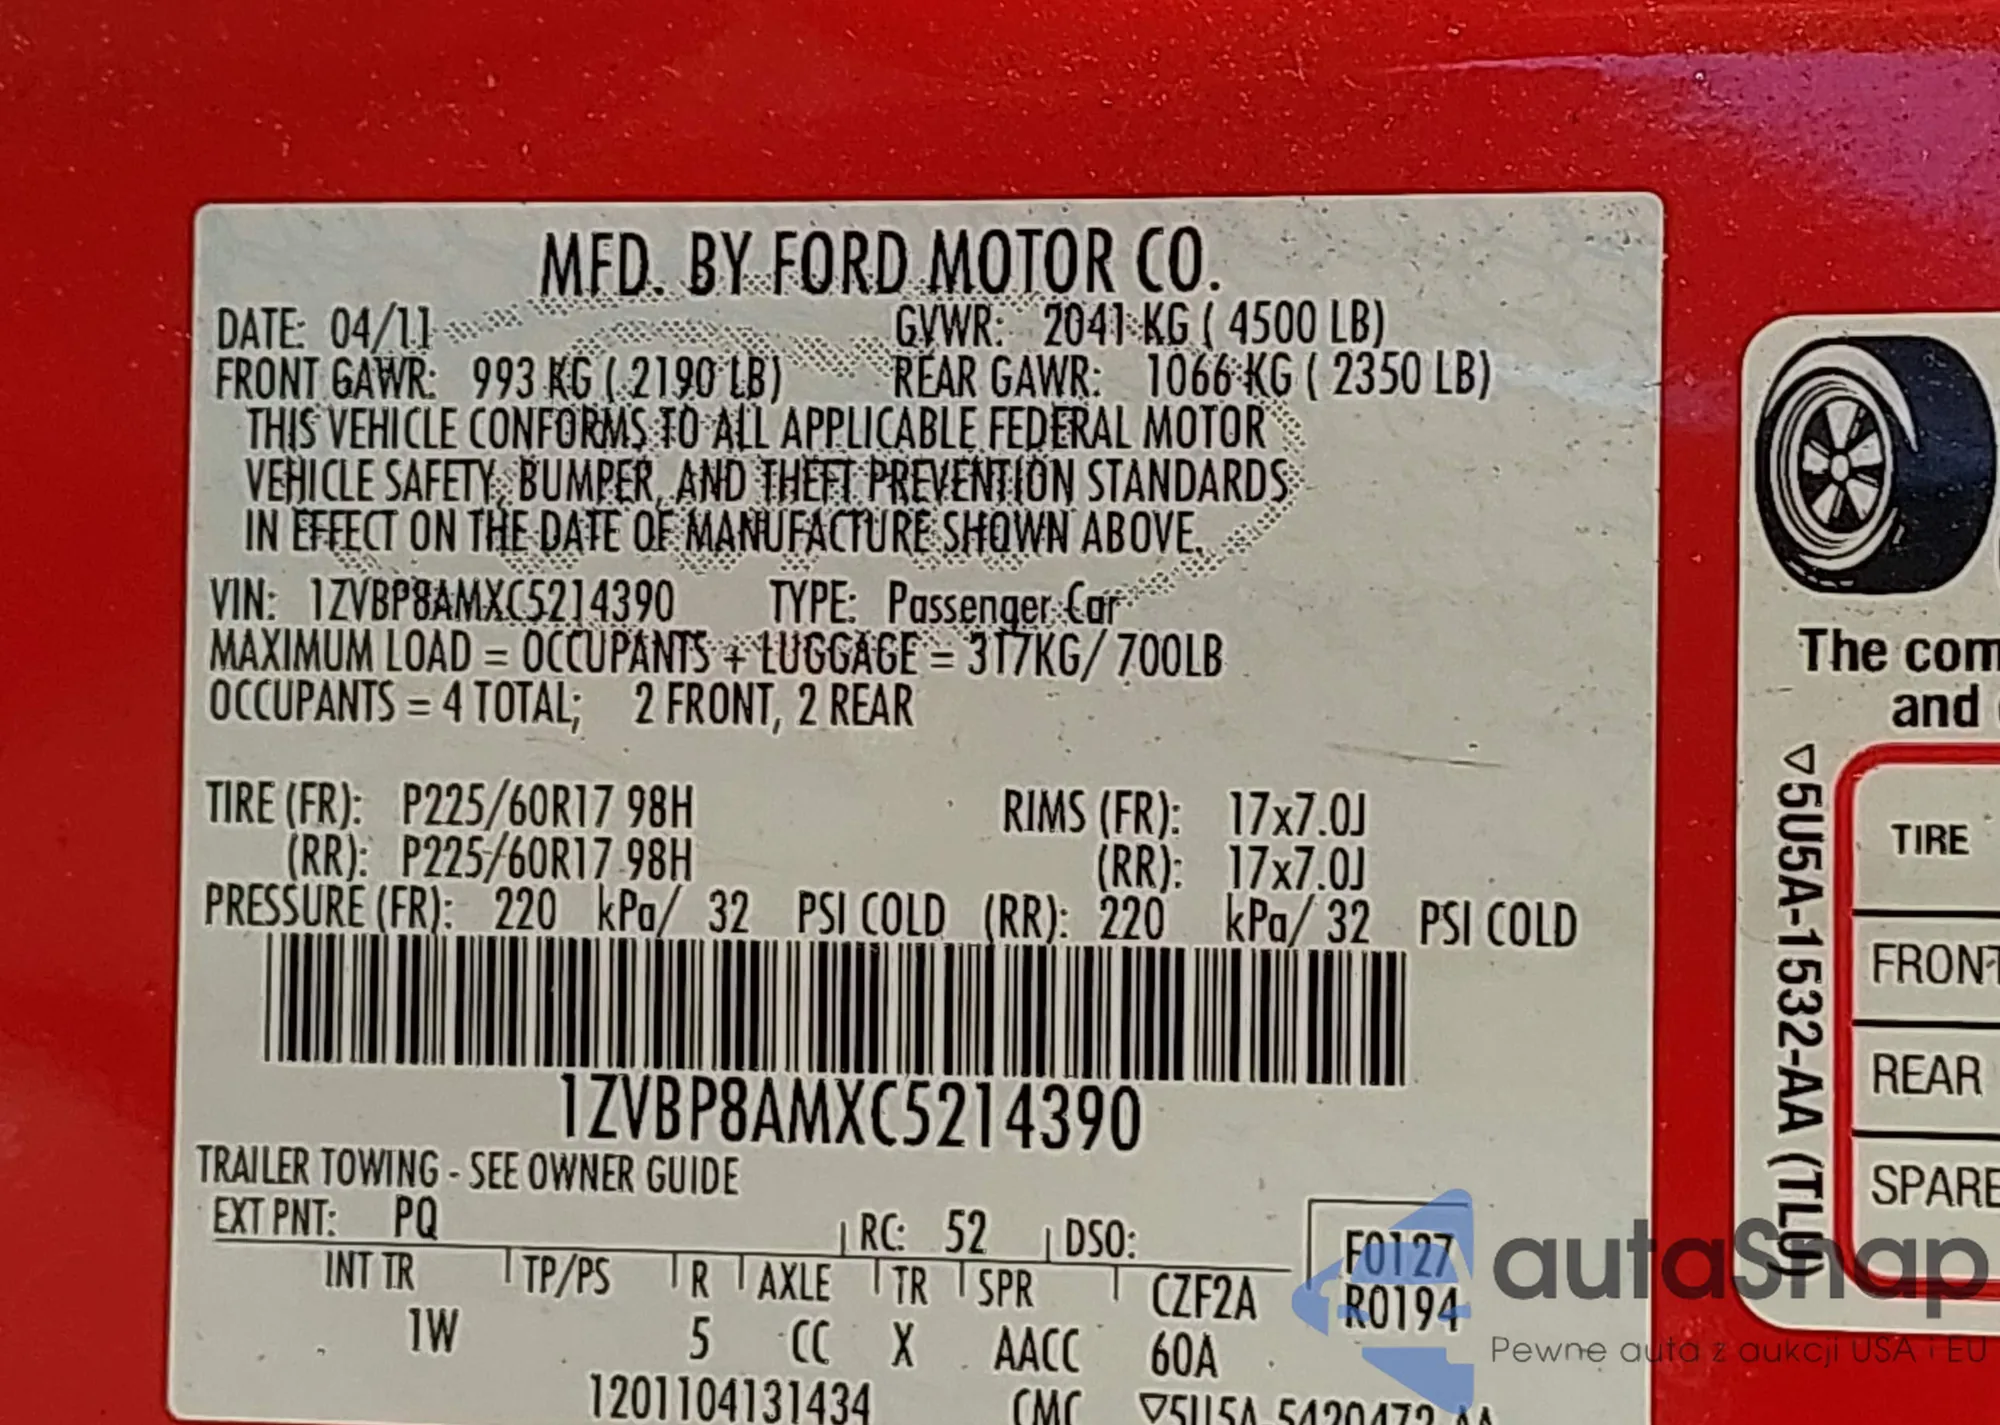 MFD. BY FORD MOTOR CO.
DATE: 04/11 GVWR: 2041 KG ( 4500 LB)
FRONT GAWR: 993 KG ( 2190 LB) REAR GAWR: 1066 KG ( 2350 LB)
THIS VEHICLE CONFORMS TO ALL APPLICABLE FEDERAL MOTOR
VEHICLE SAFETY, BUMPER, AND THEFT PREVENTION STANDARDS
IN EFFECT ON THE DATE OF MANUFACTURE SHOWN ABOVE.
VIN: 1ZVBP8AMXC5214390 TYPE: Passenger Car
MAXIMUM LOAD = OCCUPANTS + LUGGAGE = 317KG/ 700LB
OCCUPANTS = 4 TOTAL; 2 FRONT, 2 REAR
TIRE (FR): P225/60R17 98H RIMS (FR): 17x7.0J
(RR): P225/60R17 98H (RR): 17x7.0J
PRESSURE (FR): 220 kPa/ 32 PSI COLD (RR): 220 kPa/ 32 PSI COLD
1ZVBP8AMXC5214390
TRAILER TOWING - SEE OWNER GUIDE
EXT PNT: PQ RC: 52 DSO: F0127
INT TR TP/PS R AXLE TR SPR CZF2A R0194
1W 5 CC X AACC 60A
1201104131434 CMC ▽5U5A-5420472-AA
The com
and
▽5U5A-1532-AA (TLU)
TIRE
FRONT
REAR
SPARE
autaSnap
Pewne auta z aukcji USA i EU